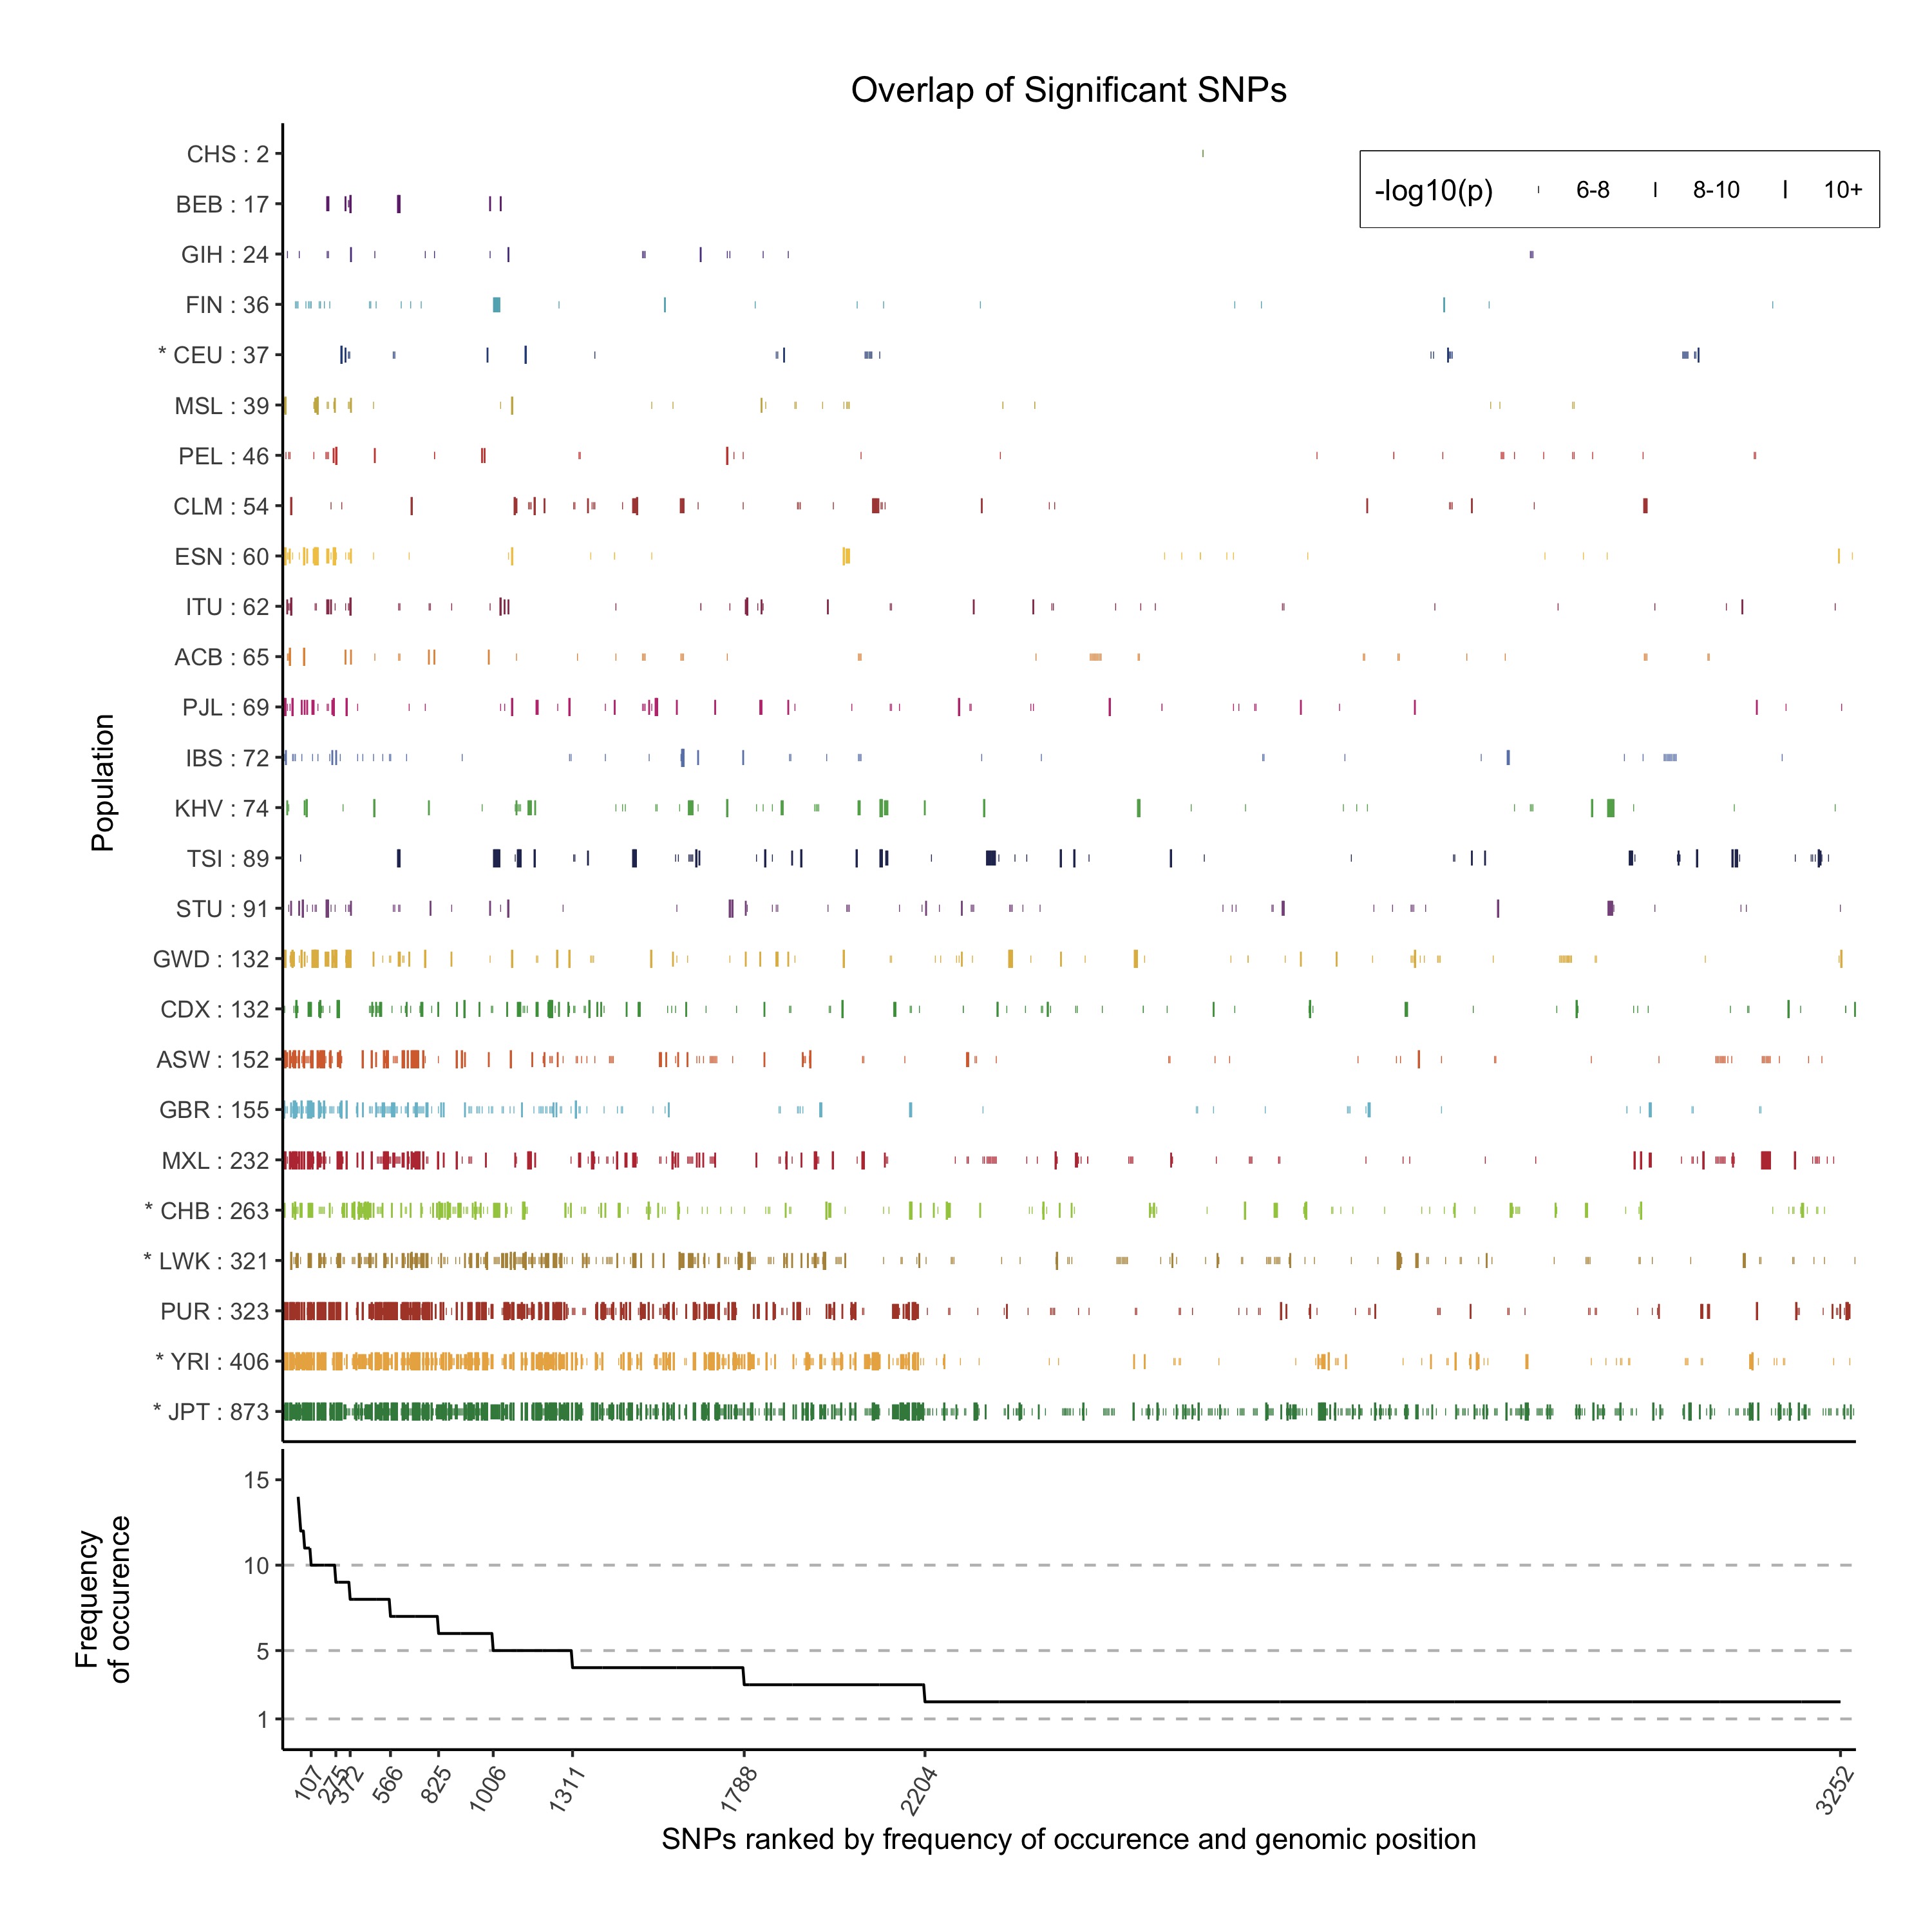 Overlap of Significant SNPs
-log10(p) 6-8 8-10 10+
Population
CHS : 2
BEB : 17
GIH : 24
FIN : 36
* CEU : 37
MSL : 39
PEL : 46
CLM : 54
ESN : 60
ITU : 62
ACB : 65
PJL : 69
IBS : 72
KHV : 74
TSI : 89
STU : 91
GWD : 132
CDX : 132
ASW : 152
GBR : 155
MXL : 232
* CHB : 263
* LWK : 321
PUR : 323
* YRI : 406
* JPT : 873
Frequency
of occurence
15
10
5
1
107 275 372 566 825 1006 1311 1788 2204 3252
SNPs ranked by frequency of occurence and genomic position